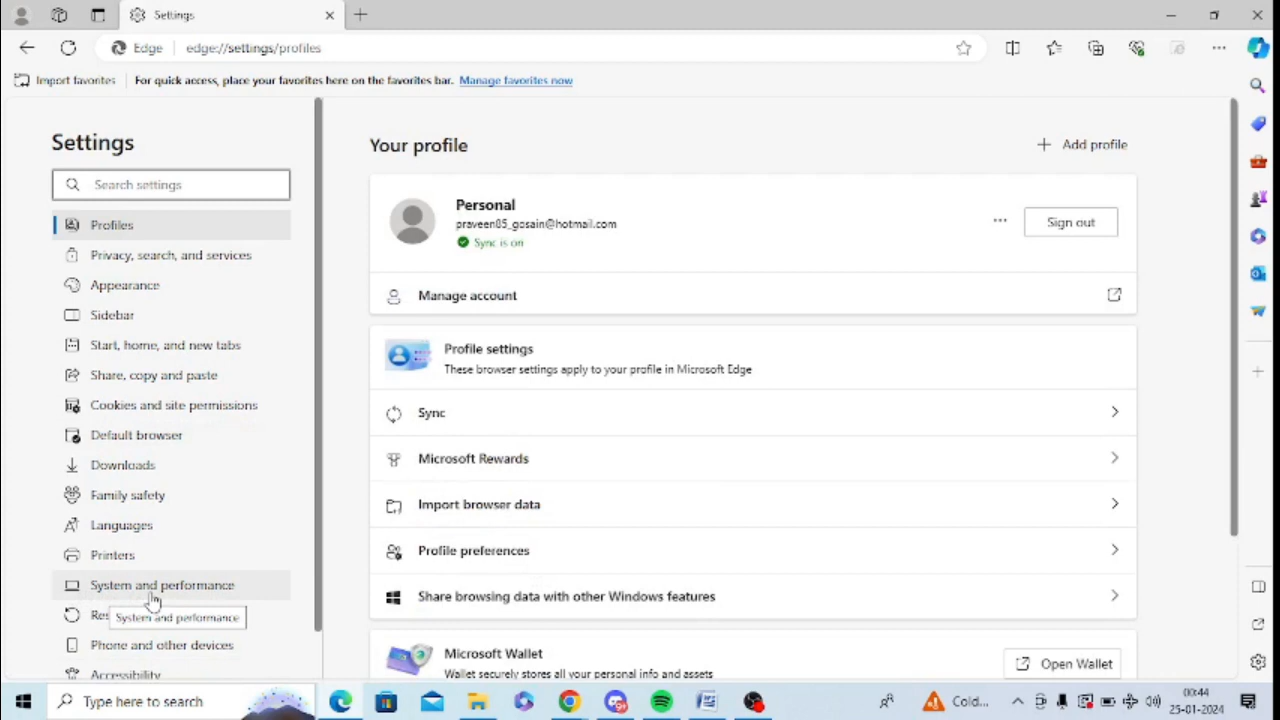 Settings
Edge
edge://settings/profiles
Import favorites
For quick access, place your favorites here on the favorites bar. Manage favorites now
Settings
Search settings
Profiles
Privacy, search, and services
Appearance
Sidebar
Start, home, and new tabs
Share, copy and paste
Cookies and site permissions
Default browser
Downloads
Family safety
Languages
Printers
System and performance
Res
System and performance
Phone and other devices
Accessibility
Your profile
Add profile
Personal
praveen05_gosain@hotmail.com
Sync is on
Sign out
Manage account
Profile settings
These browser settings apply to your profile in Microsoft Edge
Sync
Microsoft Rewards
Import browser data
Profile preferences
Share browsing data with other Windows features
Microsoft Wallet
Wallet securely stores all your personal info and assets
Open Wallet
Type here to search
Cold...
00:44
25-01-2024